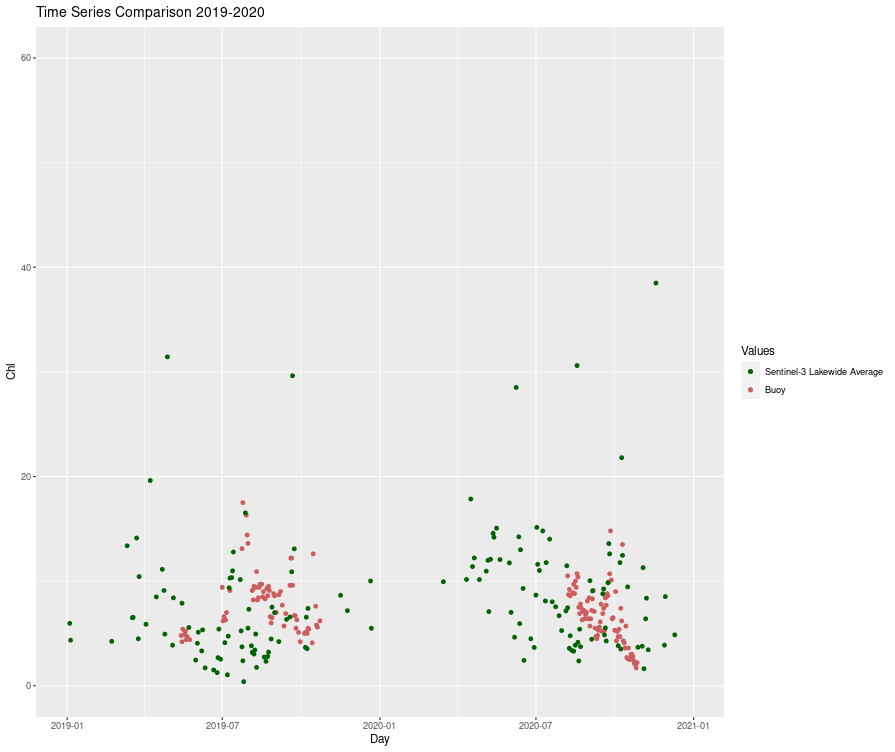 Time Series Comparison 2019-2020
60
40
20
0
Chl
2019-01
2019-07
2020-01
2020-07
2021-01
Day
Values
Sentinel-3 Lakewide Average
Buoy